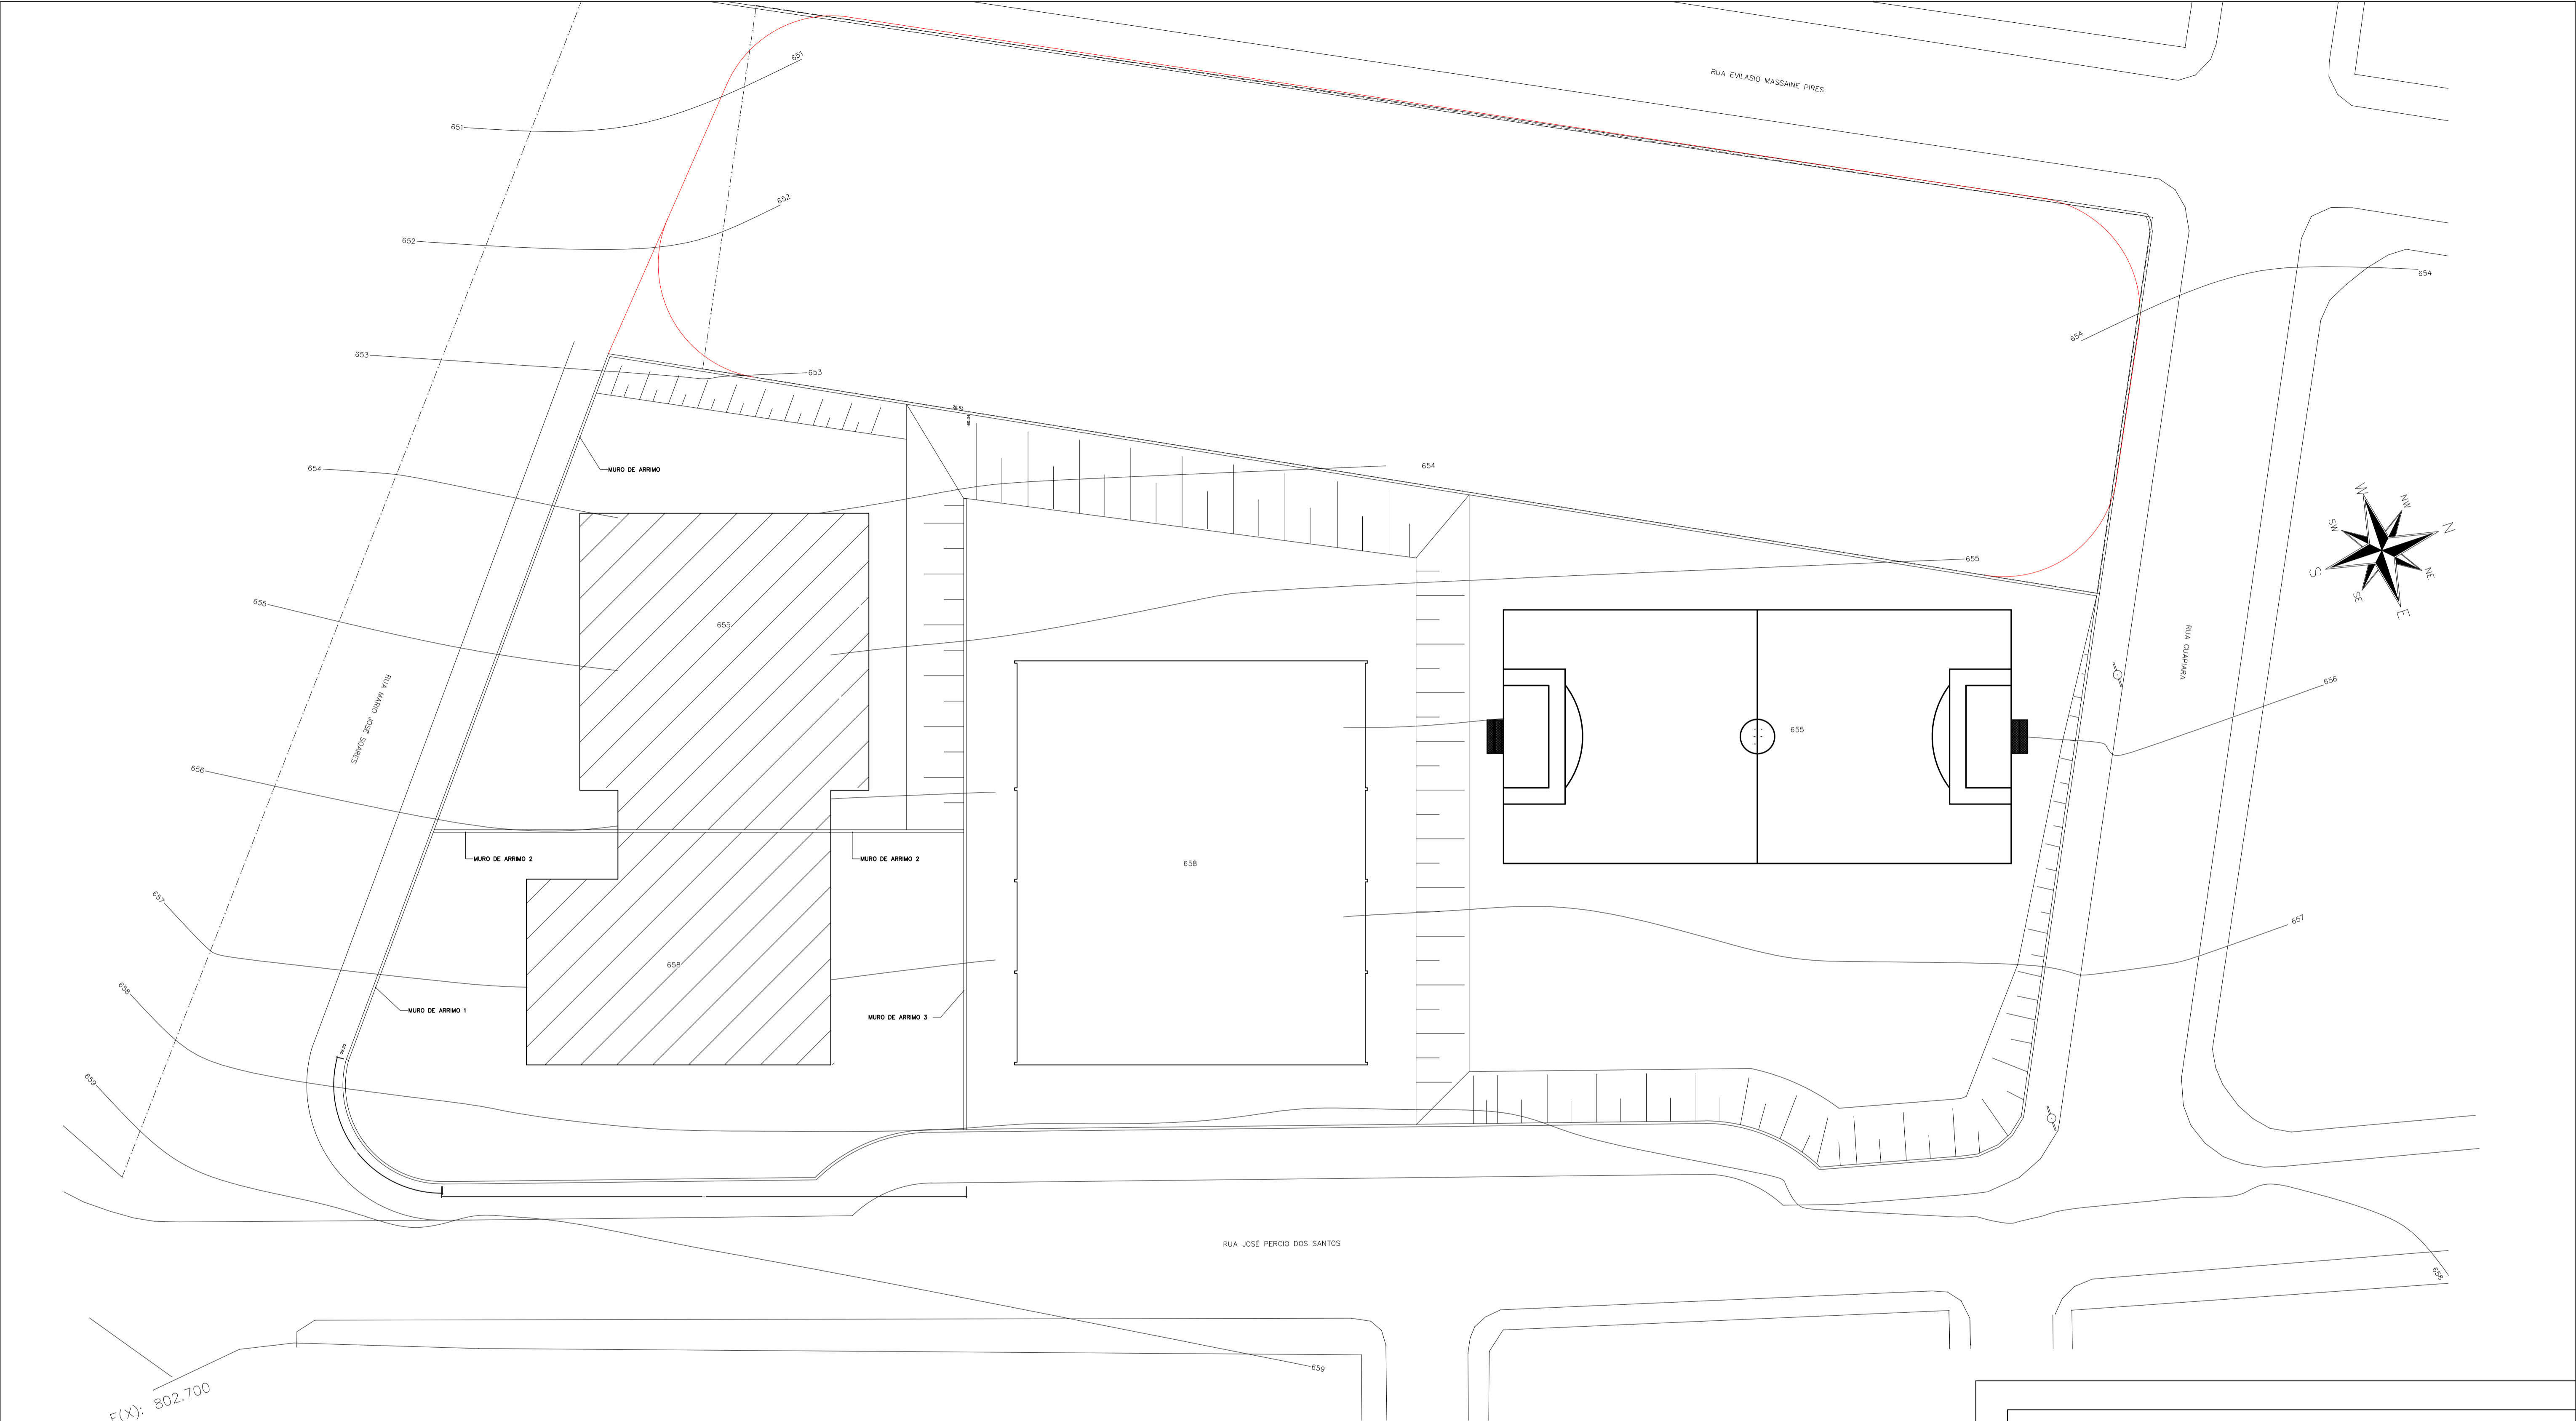 651
RUA EVILASIO MASSAINE PIRES
651
652
652
654
654
653
653
28.53
654
MURO DE ARRIMO
654
W
NW
N
SW
NE
S
SE
E
655
655
655
RUA GUAPIARA
RUA MARIO JOSÉ SOARES
656
655
656
MURO DE ARRIMO 2
MURO DE ARRIMO 2
658
657
657
658
658
MURO DE ARRIMO 1
MURO DE ARRIMO 3
659
RUA JOSÉ PERCIO DOS SANTOS
658
659
E(X): 802.700